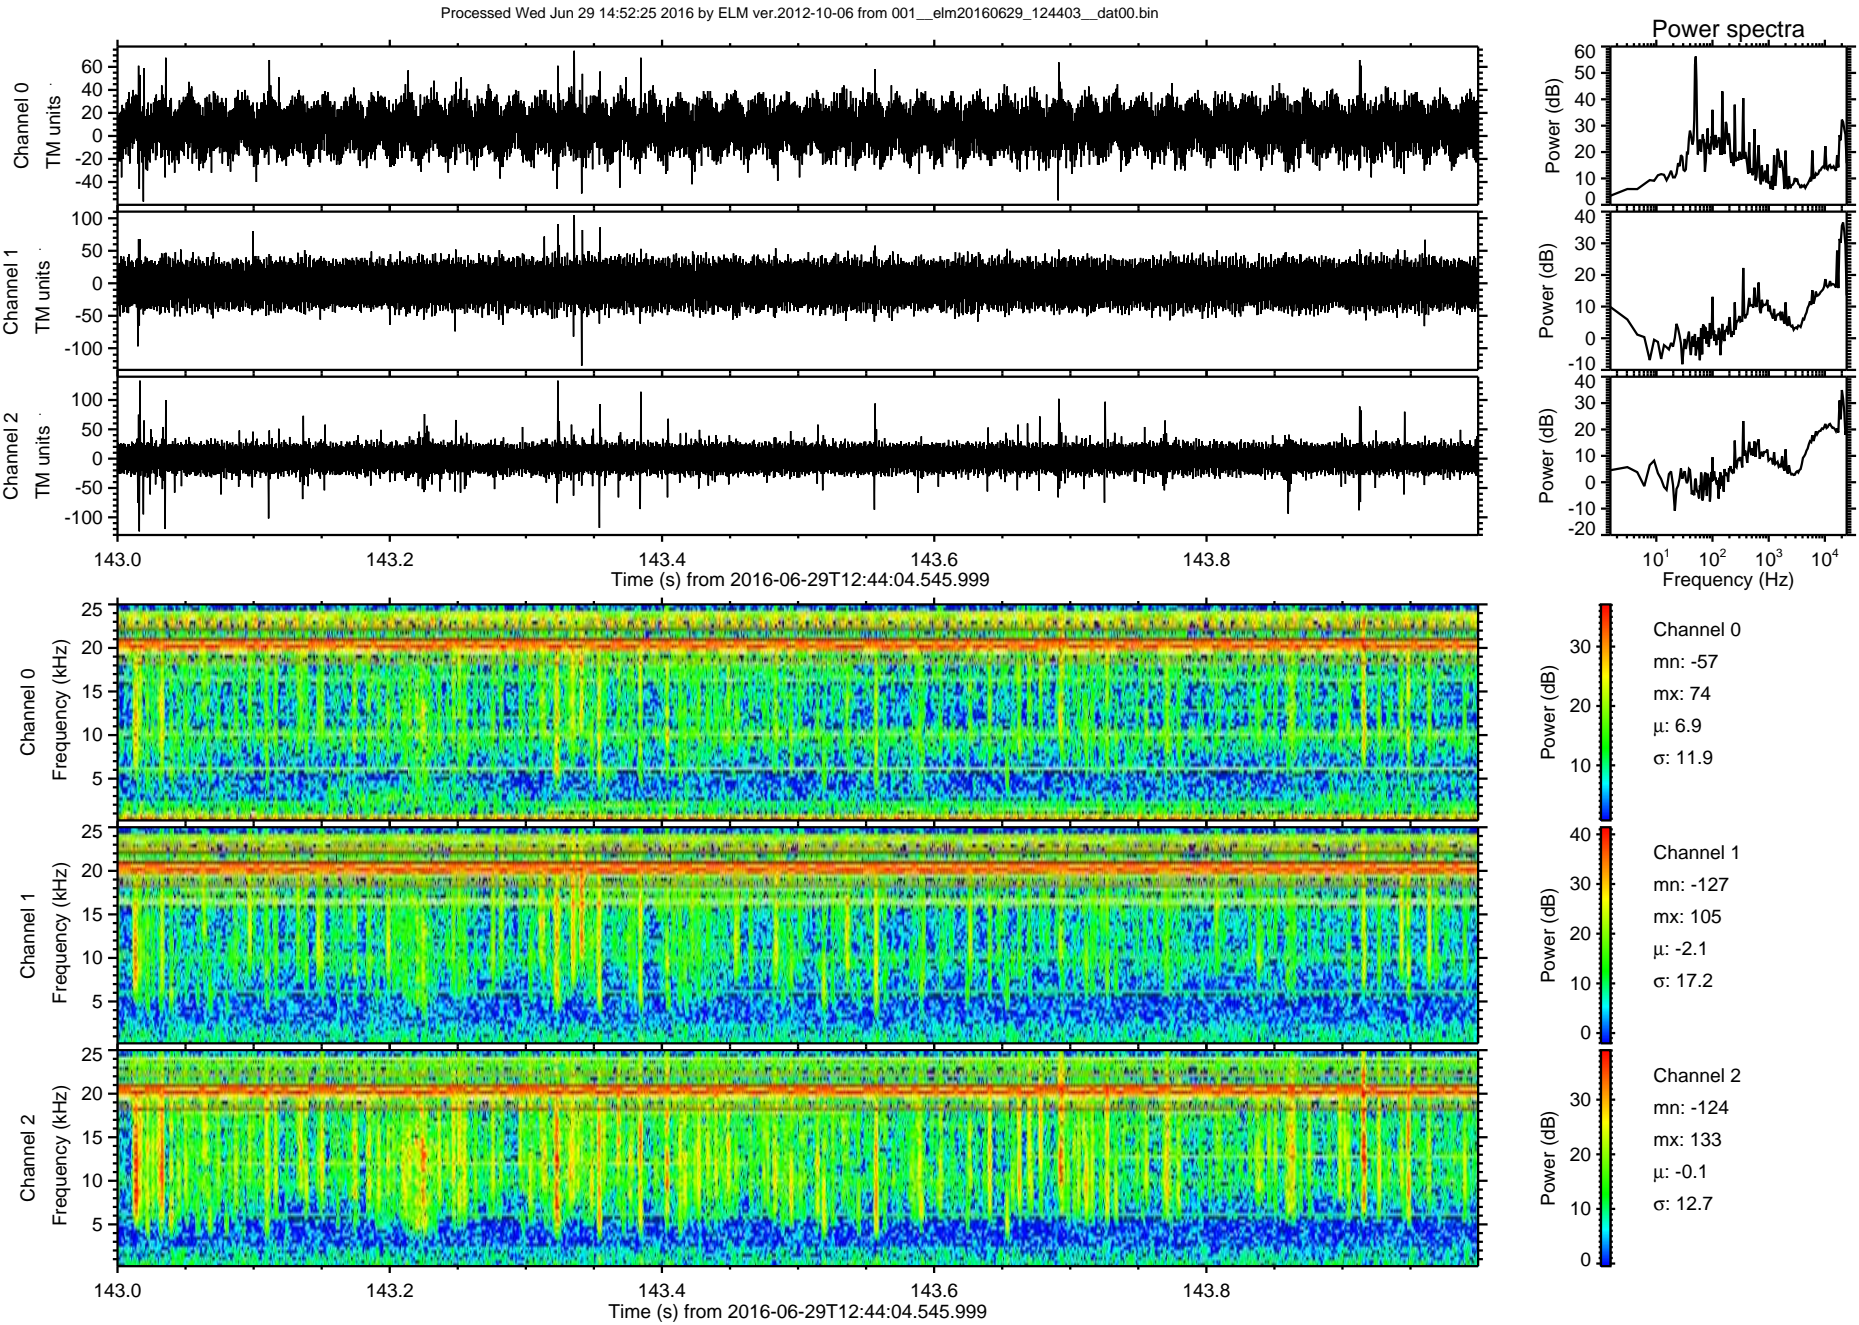 Processed Wed Jun 29 14:52:25 2016 by ELM ver.2012-10-06 from 001__elm20160629_124403__dat00.bin
Power spectra
Channel 0
TM units
60
40
20
0
-20
-40
Power (dB)
60
50
40
30
20
10
0
Channel 1
TM units
100
50
0
-50
-100
Power (dB)
40
30
20
10
0
-10
Channel 2
TM units
100
50
0
-50
-100
Power (dB)
40
30
20
10
0
-10
-20
143.0 143.2 143.4 143.6 143.8
Time (s) from 2016-06-29T12:44:04.545.999
10^1 10^2 10^3 10^4
Frequency (Hz)
Channel 0
Frequency (kHz)
25
20
15
10
5
Power (dB)
30
20
10
Channel 0
mn: -57
mx: 74
μ: 6.9
σ: 11.9
Channel 1
Frequency (kHz)
25
20
15
10
5
Power (dB)
40
30
20
10
0
Channel 1
mn: -127
mx: 105
μ: -2.1
σ: 17.2
Channel 2
Frequency (kHz)
25
20
15
10
5
Power (dB)
30
20
10
0
Channel 2
mn: -124
mx: 133
μ: -0.1
σ: 12.7
143.0 143.2 143.4 143.6 143.8
Time (s) from 2016-06-29T12:44:04.545.999